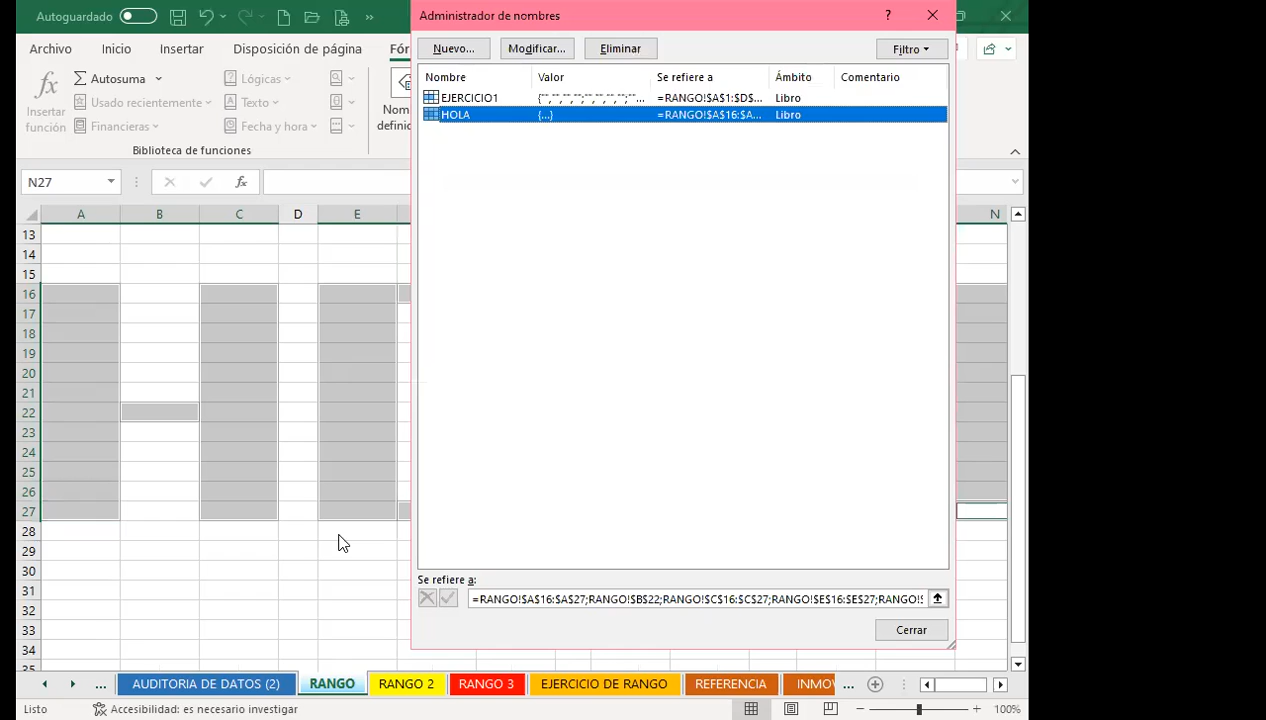 Autoguardado
Administrador de nombres
?
Archivo Inicio Insertar Disposición de página Fór
Nuevo... Modificar... Eliminar Filtro
Autosuma Lógicas
Insertar función
Usado recientemente Texto
Financieras Fecha y hora
Nom
definic
Biblioteca de funciones
Nombre Valor Se refiere a Ámbito Comentario
EJERCICIO1 =RANGO!$A$1:$D$... Libro
HOLA {...} =RANGO!$A$16:$A... Libro
N27 fx
A B C D E N
13
14
15
16
17
18
19
20
21
22
23
24
25
26
27
28
29
30
31
32
33
34
35
Se refiere a:
=RANGO!$A$16:$A$27;RANGO!$B$22;RANGO!$C$16:$C$27;RANGO!$E$16:$E$27;RANGO!$
Cerrar
... AUDITORIA DE DATOS (2) RANGO RANGO 2 RANGO 3 EJERCICIO DE RANGO REFERENCIA INMOV ...
Listo Accesibilidad: es necesario investigar 100%